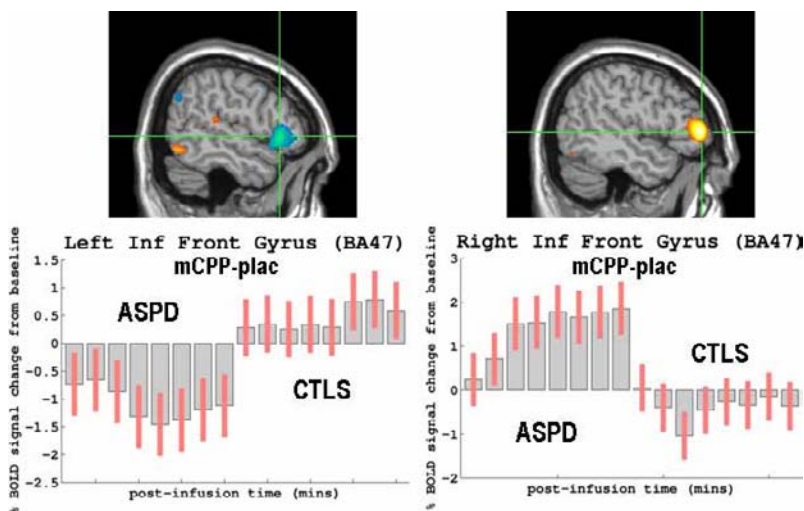 Left Inf Front Gyrus (BA47)
mCPP-plac
% BOLD signal change from baseline
1.5
1
0.5
0
−0.5
−1
−1.5
−2
−2.5
ASPD
CTLS
post-infusion time (mins)
Right Inf Front Gyrus (BA47)
mCPP-plac
% BOLD signal change from baseline
3
2
1
0
−1
−2
CTLS
ASPD
post-infusion time (mins)